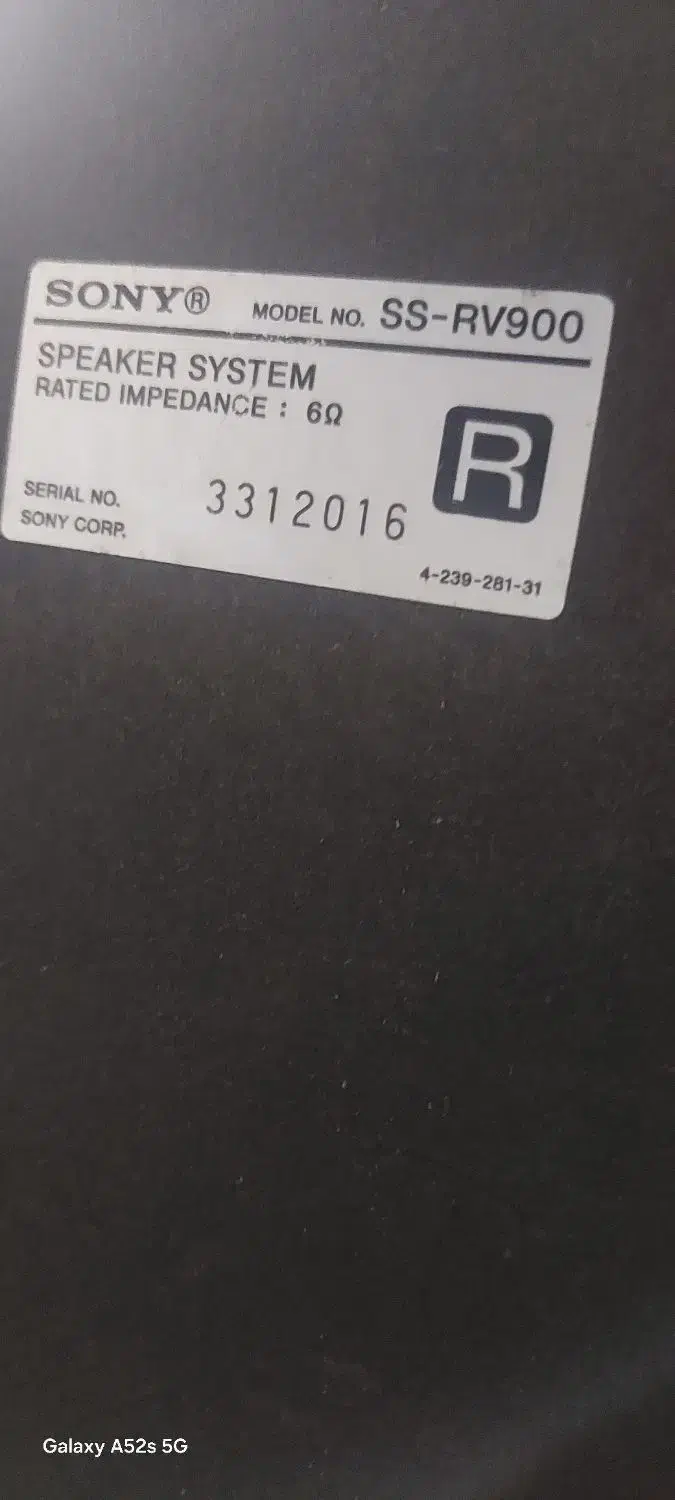 SONY® MODEL NO. SS-RV900
SPEAKER SYSTEM
RATED IMPEDANCE : 6Ω
R
SERIAL NO. 3312016
SONY CORP.
4-239-281-31
Galaxy A52s 5G